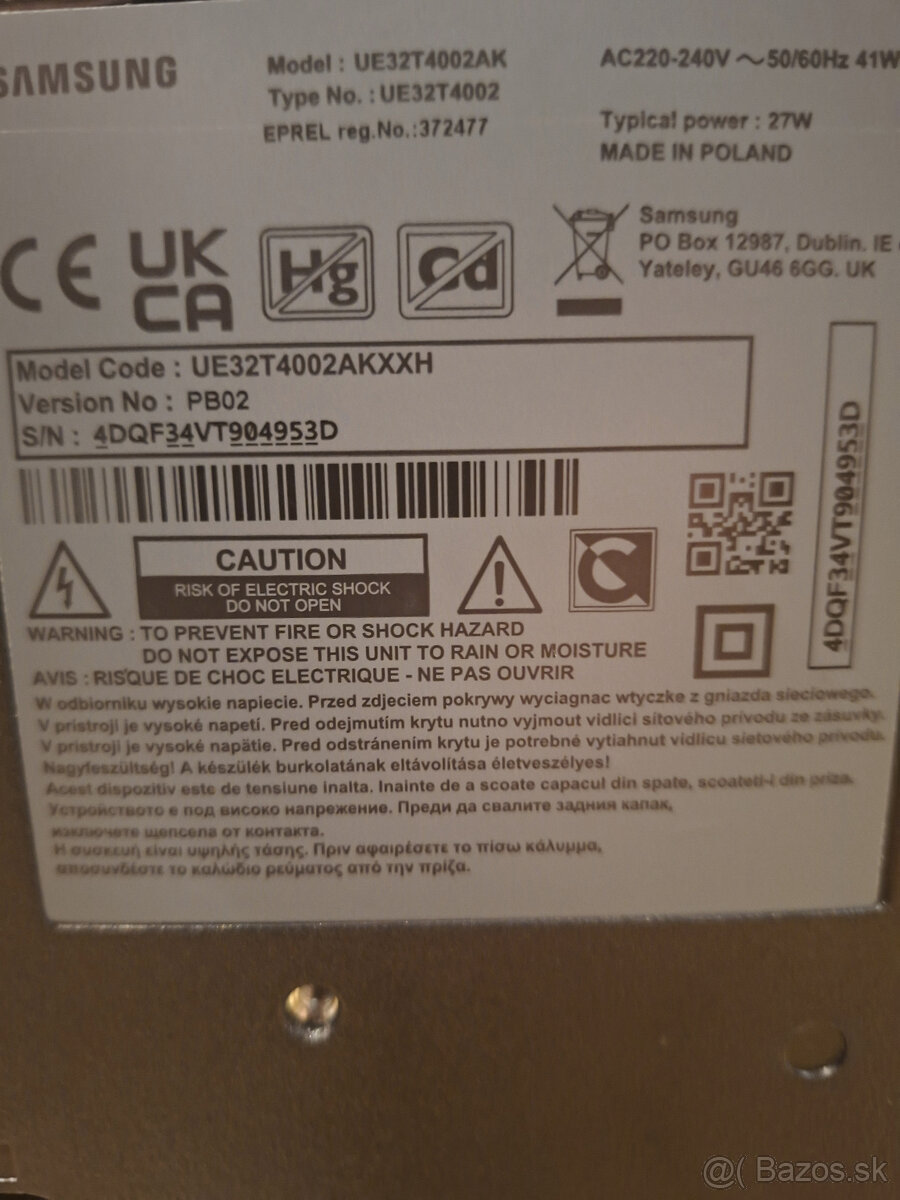 SAMSUNG
Model : UE32T4002AK
Type No. : UE32T4002
EPREL reg.No.:372477
AC220-240V ～ 50/60Hz 41W
Typical power : 27W
MADE IN POLAND
CE
UK
CA
Hg
Cd
Samsung
PO Box 12987, Dublin. IE
Yateley, GU46 6GG. UK
Model Code : UE32T4002AKXXH
Version No : PB02
S/N : 4DQF34VT904953D
4DQF34VT904953D
CAUTION
RISK OF ELECTRIC SHOCK
DO NOT OPEN
WARNING : TO PREVENT FIRE OR SHOCK HAZARD
DO NOT EXPOSE THIS UNIT TO RAIN OR MOISTURE
AVIS : RISQUE DE CHOC ELECTRIQUE - NE PAS OUVRIR
W odbiorniku wysokie napiecie. Przed zdjeciem pokrywy wyciagnac wtyczke z gniazda sieciowego.
V prístroji je vysoké napetí. Pred odejmutím krytu nutno vyjmout vidlici sítového prívodu ze zásuvky.
V prístroji je vysoké napätie. Pred odstránením krytu je potrebné vytiahnut vidlicu sietového prívodu.
Nagyfeszültség! A készülék burkolatának eltávolítása életveszélyes!
Acest dispozitiv este de tensiune inalta. Inainte de a scoate capacul din spate, scoateti-l din priza.
Устройството е под високо напрежение. Преди да свалите задния капак,
изключете щепсела от контакта.
Η συσκευή είναι υψηλής τάσης. Πριν αφαιρέσετε το πίσω κάλυμμα,
αποσυνδέστε το καλώδιο ρεύματος από την πρίζα.
@( Bazos.sk